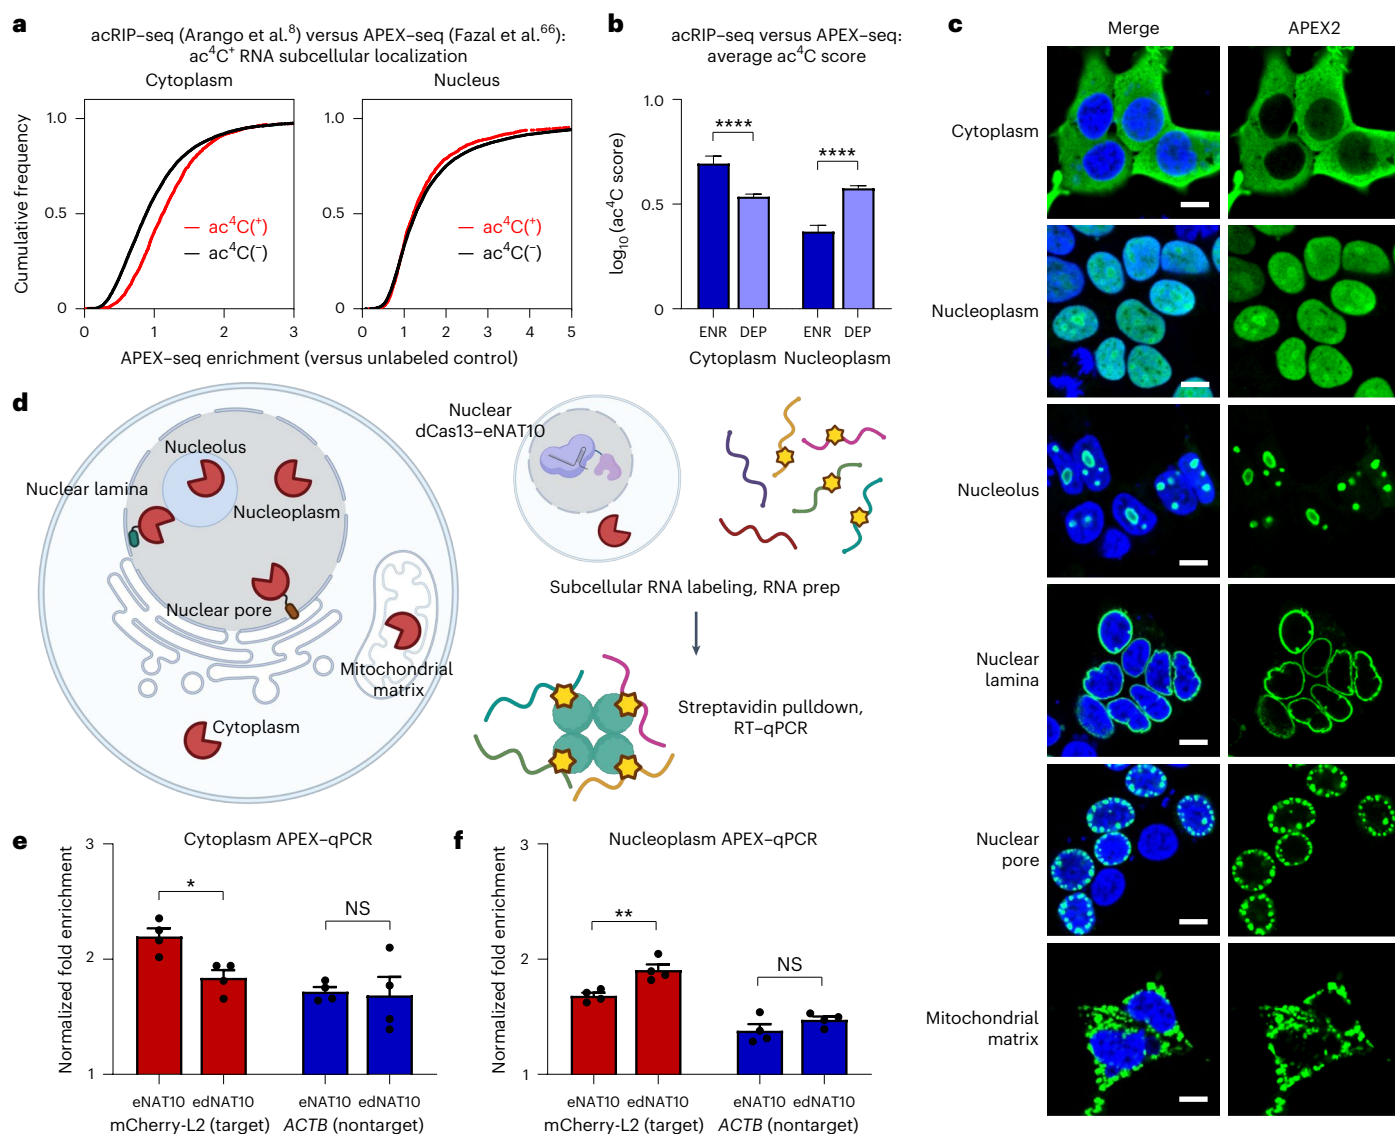 a
acRIP–seq (Arango et al.⁸) versus APEX–seq (Fazal et al.⁶⁶):
ac⁴C⁺ RNA subcellular localization
Cytoplasm
Nucleus
Cumulative frequency
1.0
0.5
0
ac⁴C(⁺)
ac⁴C(⁻)
0 1 2 3
1.0
0.5
0
ac⁴C(⁺)
ac⁴C(⁻)
0 1 2 3 4 5
APEX–seq enrichment (versus unlabeled control)
b
acRIP–seq versus APEX–seq:
average ac⁴C score
log₁₀(ac⁴C score)
1.0
0.5
0
****
****
ENR DEP ENR DEP
Cytoplasm Nucleoplasm
c
Merge APEX2
Cytoplasm
Nucleoplasm
Nucleolus
Nuclear
lamina
Nuclear
pore
Mitochondrial
matrix
d
Nucleolus
Nuclear lamina
Nucleoplasm
Nuclear pore
Mitochondrial
matrix
Cytoplasm
Nuclear
dCas13–eNAT10
Subcellular RNA labeling, RNA prep
Streptavidin pulldown,
RT–qPCR
e
Cytoplasm APEX–qPCR
Normalized fold enrichment
3
2
1
*
NS
eNAT10 edNAT10 eNAT10 edNAT10
mCherry-L2 (target) ACTB (nontarget)
f
Nucleoplasm APEX–qPCR
Normalized fold enrichment
3
2
1
**
NS
eNAT10 edNAT10 eNAT10 edNAT10
mCherry-L2 (target) ACTB (nontarget)